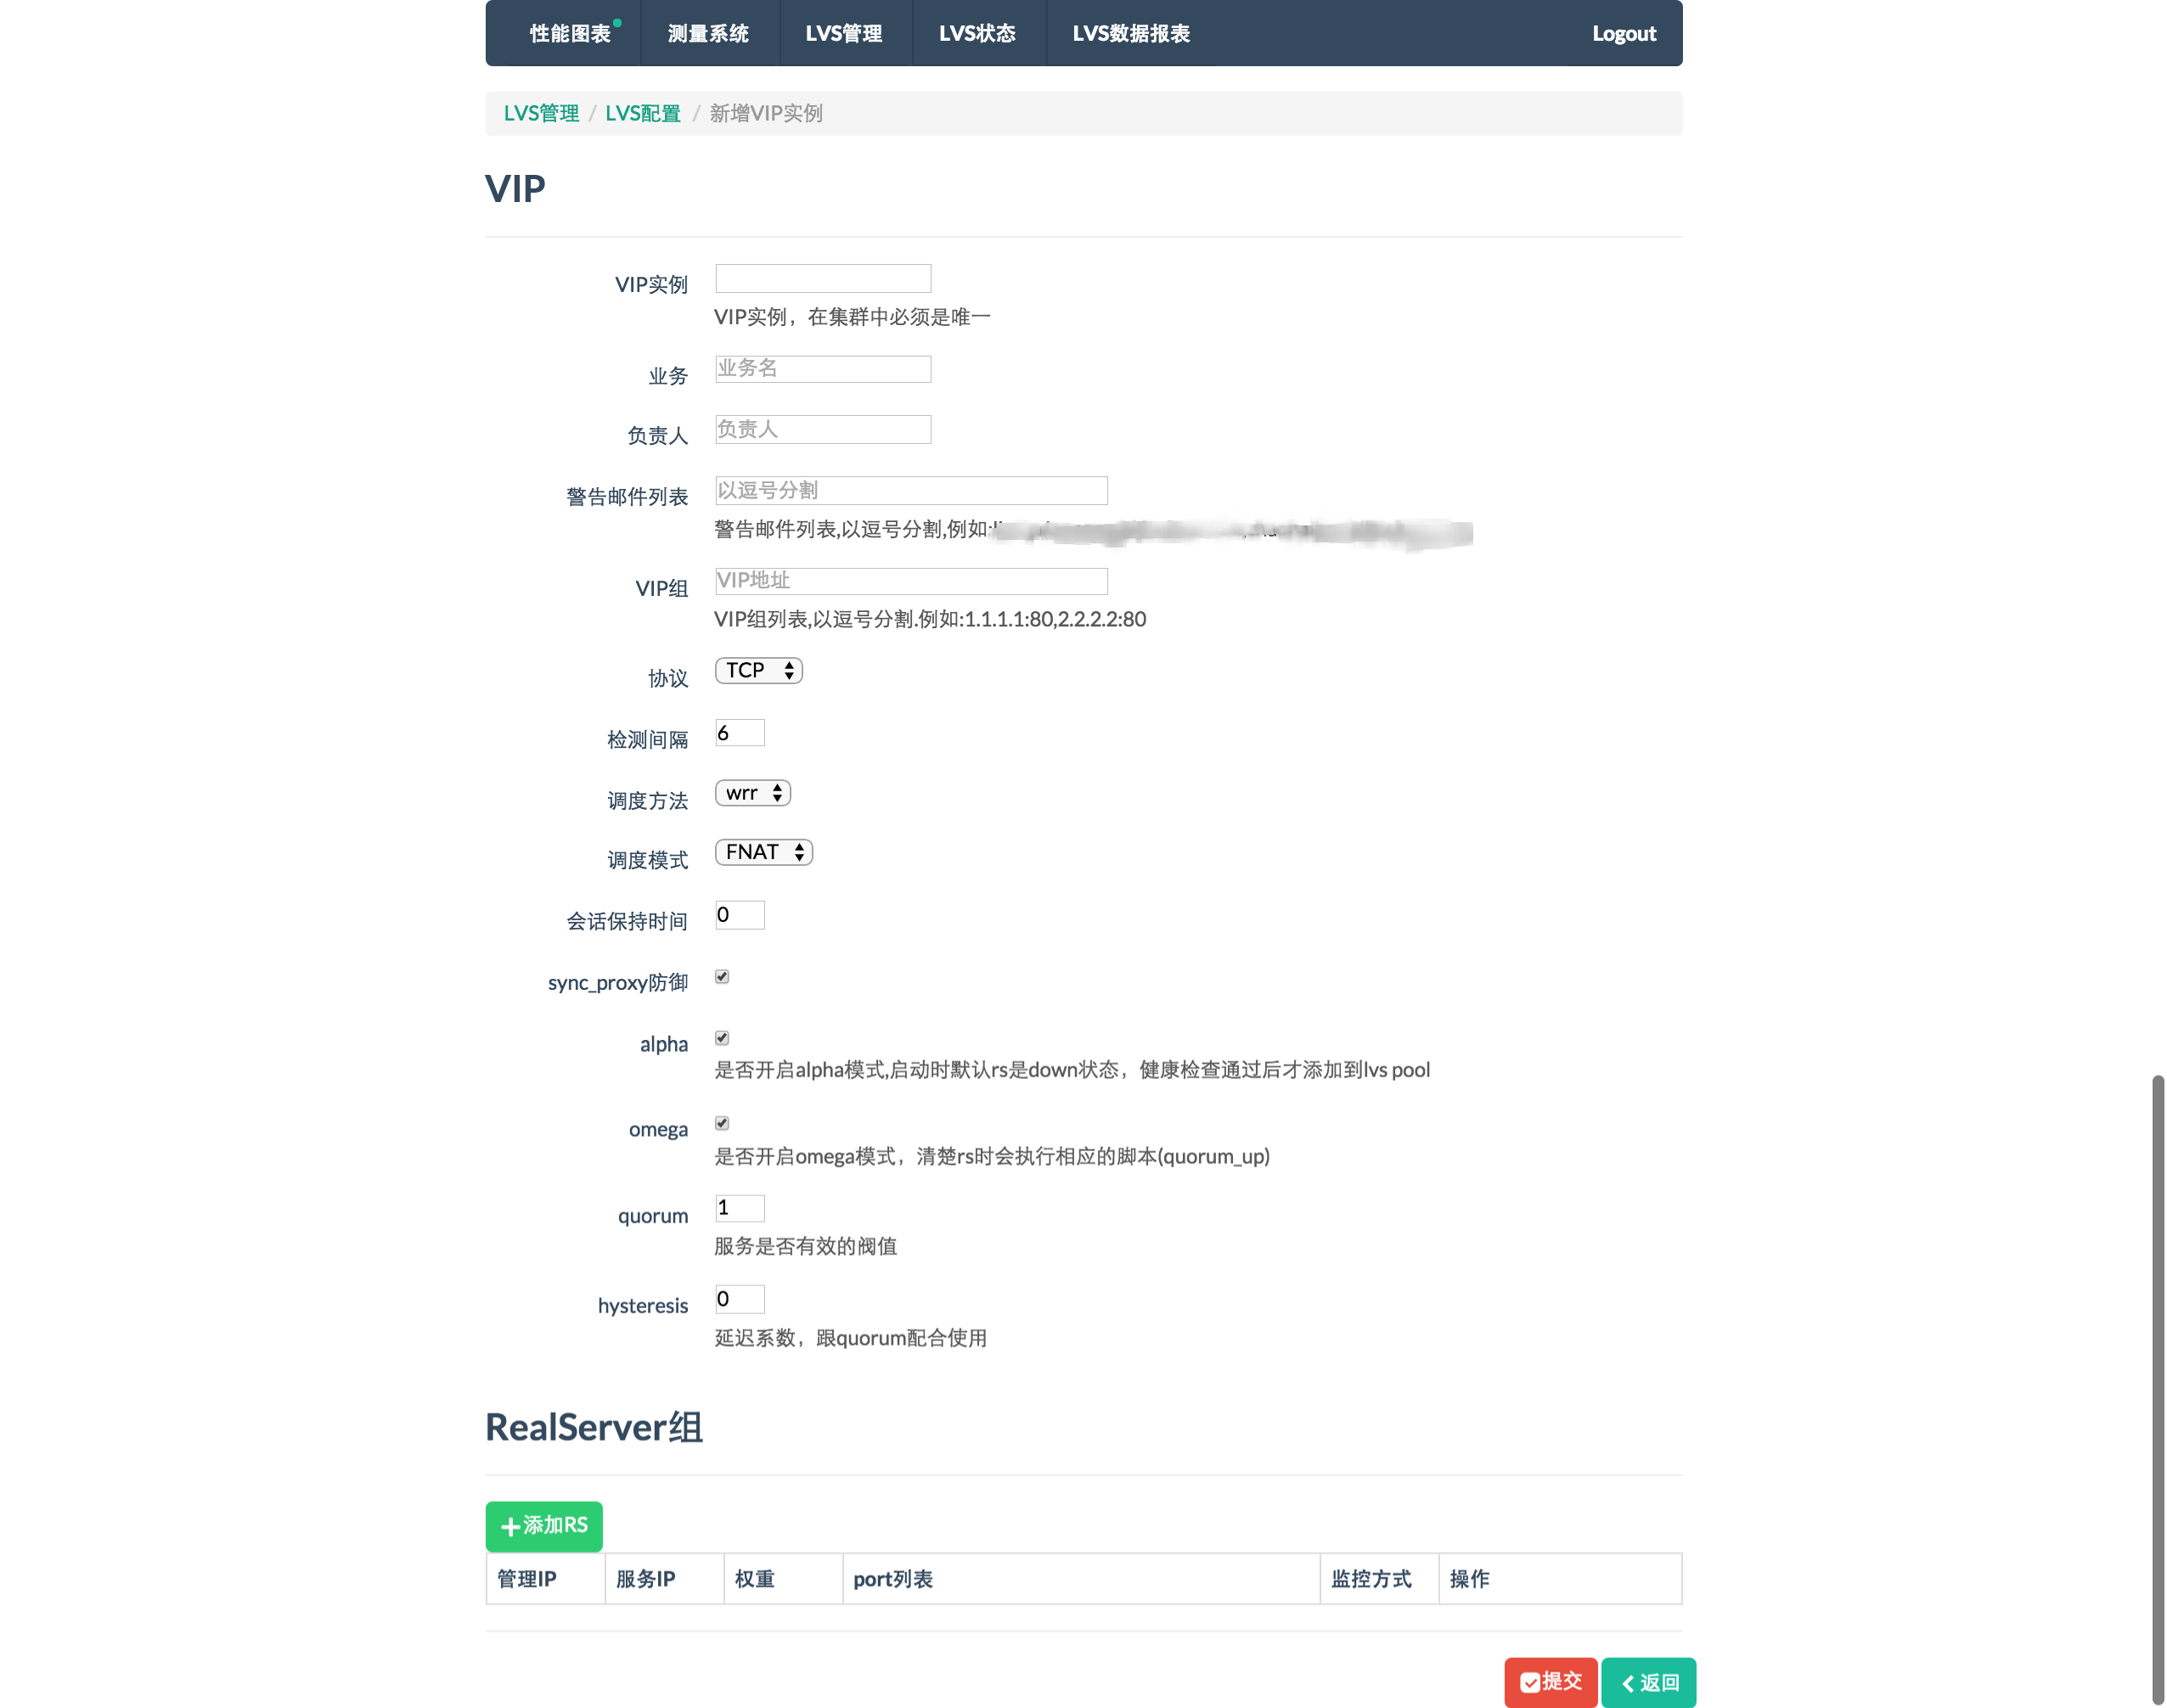 性能图表 测量系统 LVS管理 LVS状态 LVS数据报表 Logout
LVS管理 / LVS配置 / 新增VIP实例
VIP
VIP实例
VIP实例，在集群中必须是唯一
业务 业务名
负责人 负责人
警告邮件列表 以逗号分割
警告邮件列表,以逗号分割,例如:
VIP组 VIP地址
VIP组列表,以逗号分割.例如:1.1.1.1:80,2.2.2.2:80
协议 TCP
检测间隔 6
调度方法 wrr
调度模式 FNAT
会话保持时间 0
sync_proxy防御
alpha
是否开启alpha模式,启动时默认rs是down状态，健康检查通过后才添加到lvs pool
omega
是否开启omega模式，清楚rs时会执行相应的脚本(quorum_up)
quorum 1
服务是否有效的阀值
hysteresis 0
延迟系数，跟quorum配合使用
RealServer组
添加RS
管理IP 服务IP 权重 port列表 监控方式 操作
提交 返回